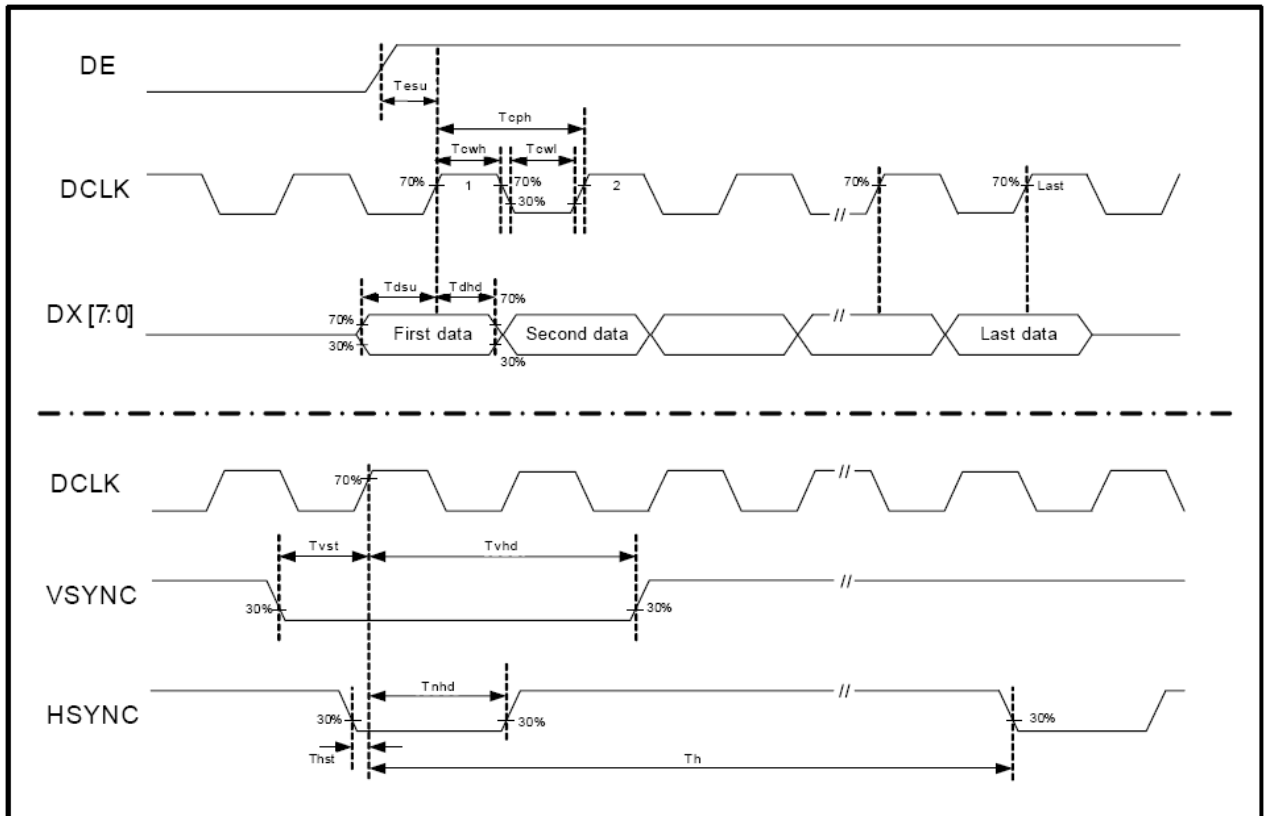 DE
Tesu
Tcph
Tcwh
Tcwl
DCLK
70%
1
70%
30%
2
70%
70%
Last
//
Tdsu
Tdhd
DX[7:0]
70%
70%
30%
30%
First data
Second data
//
Last data
DCLK
70%
//
Tvst
Tvhd
VSYNC
30%
30%
//
Tnhd
HSYNC
30%
30%
//
30%
Thst
Th